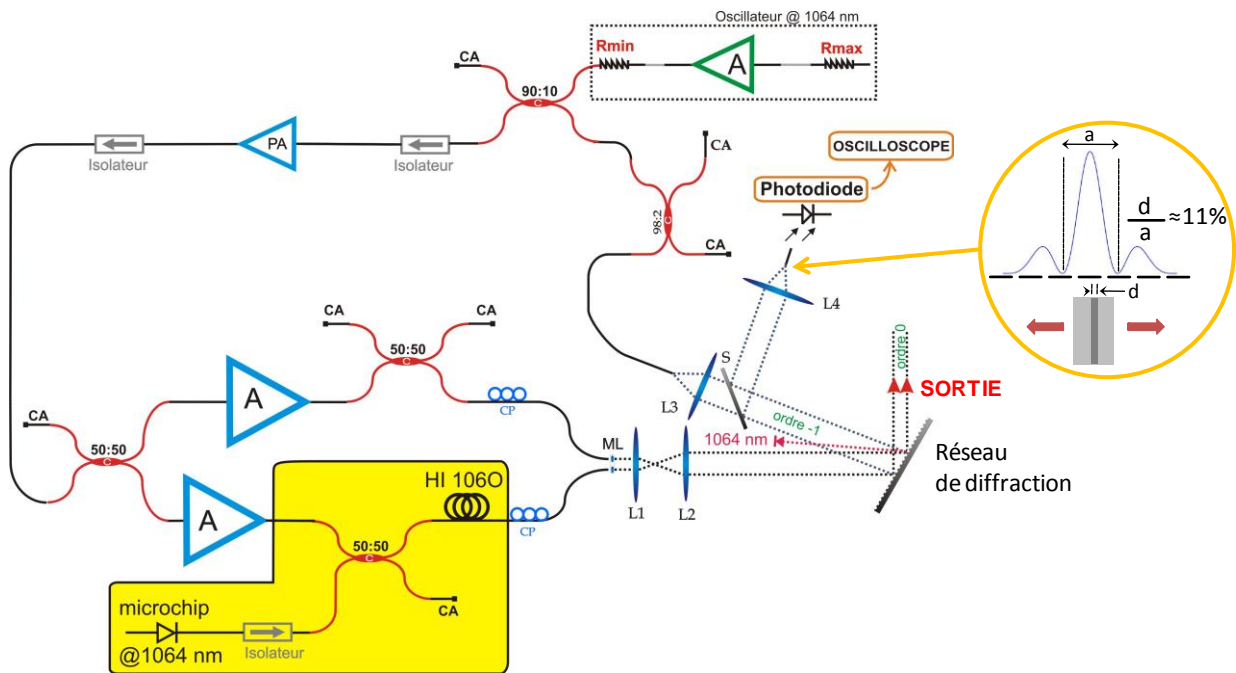 Oscillateur @ 1064 nm
CA
Rmin
A
Rmax
90:10
C
Isolateur
PA
Isolateur
CA
OSCILLOSCOPE
Photodiode
98:2
C
CA
a
d
a
≈11%
d
L4
CA
CA
50:50
C
CP
A
S
L3
ordre 0
SORTIE
ordre -1
1064 nm
Réseau
de diffraction
CA
50:50
C
ML
L1
L2
HI 106O
CP
A
50:50
C
CA
microchip
@1064 nm
Isolateur